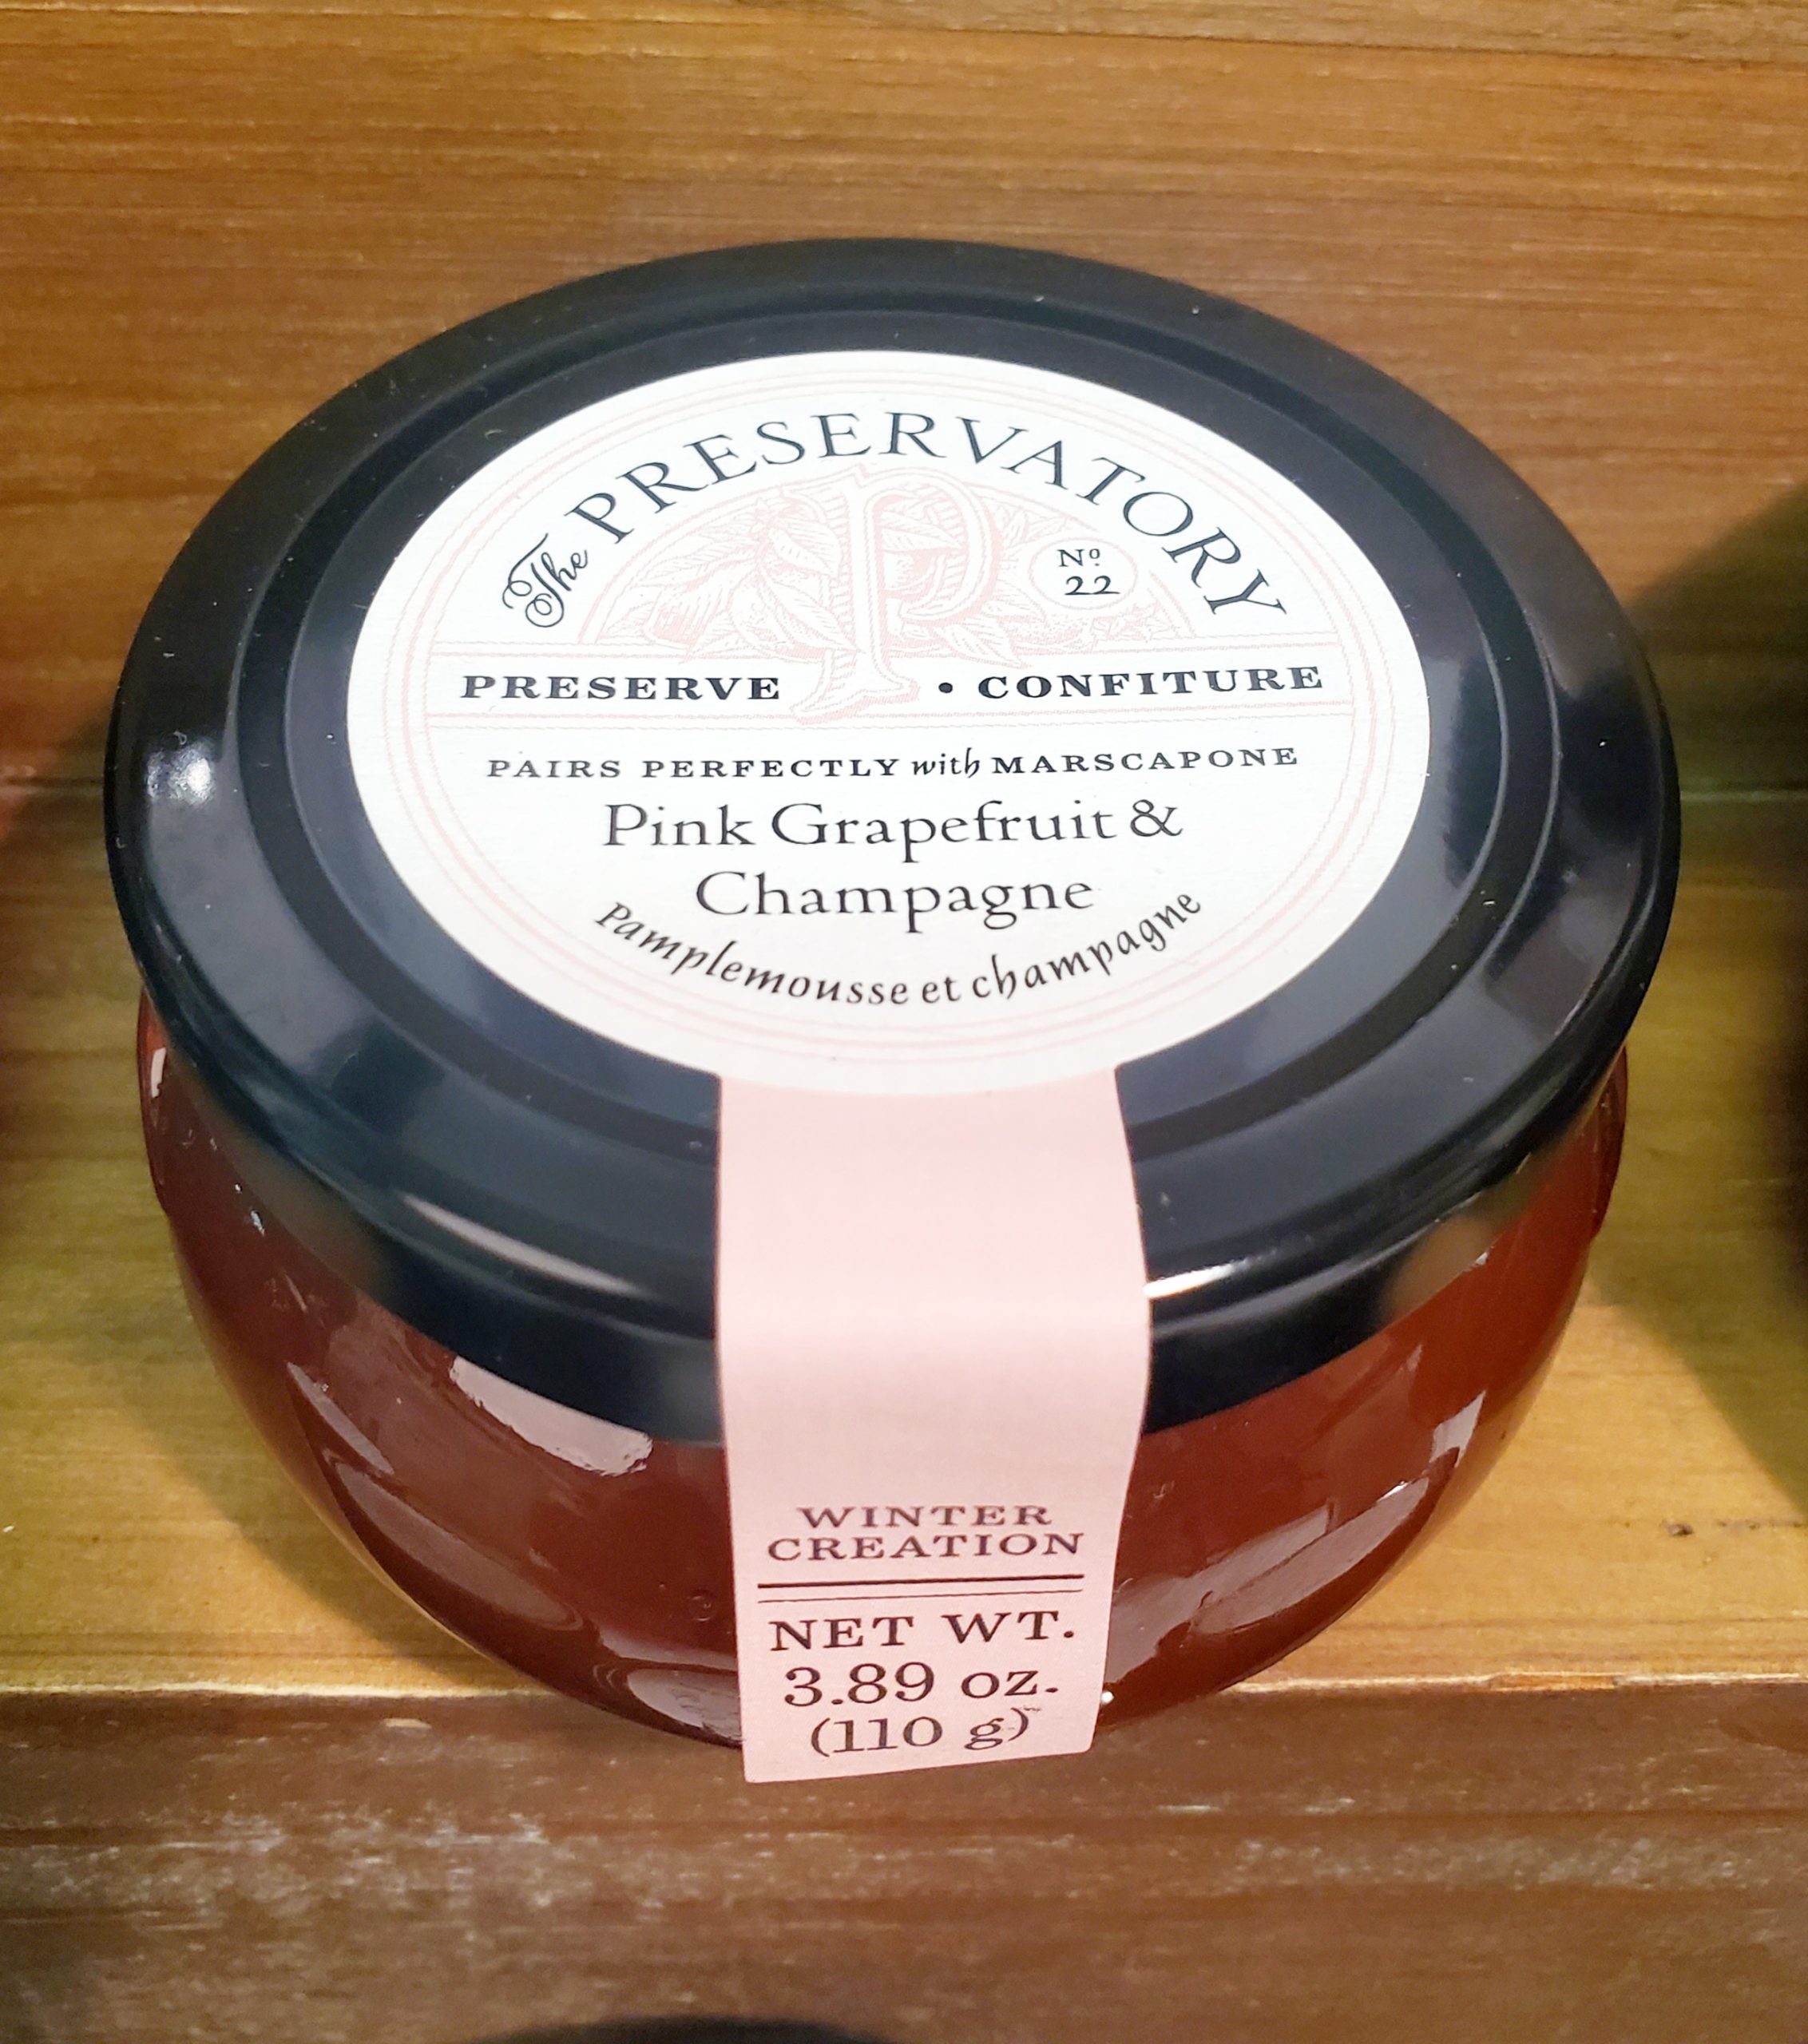 The PRESERVATORY
Nº
22
P
PRESERVE • CONFITURE
PAIRS PERFECTLY with MARSCAPONE
Pink Grapefruit &
Champagne
Pamplemousse et champagne
WINTER
CREATION
NET WT.
3.89 oz.
(110 g)